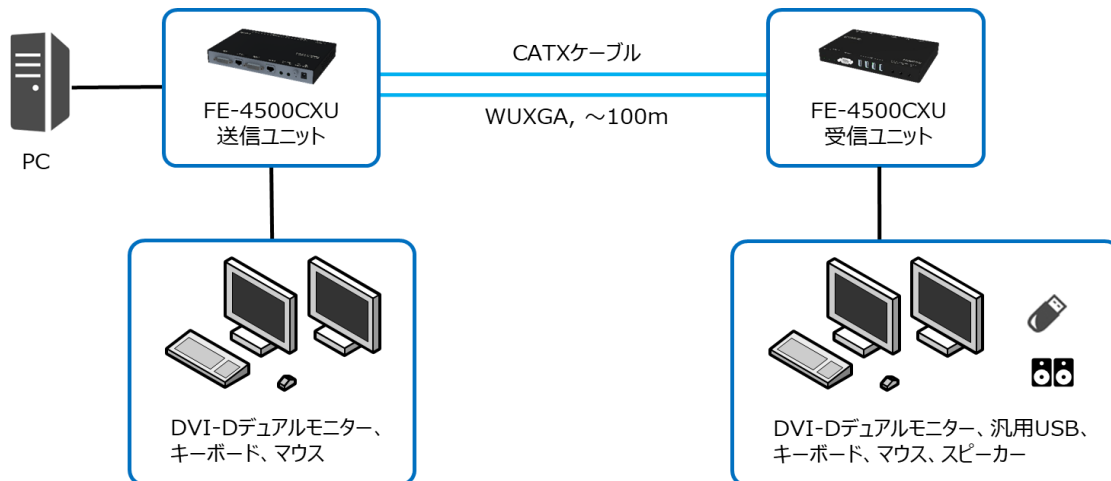 CATXケーブル
WUXGA, ～100m
FE-4500CXU
送信ユニット
FE-4500CXU
受信ユニット
PC
DVI-Dデュアルモニター、
キーボード、マウス
DVI-Dデュアルモニター、汎用USB、
キーボード、マウス、スピーカー